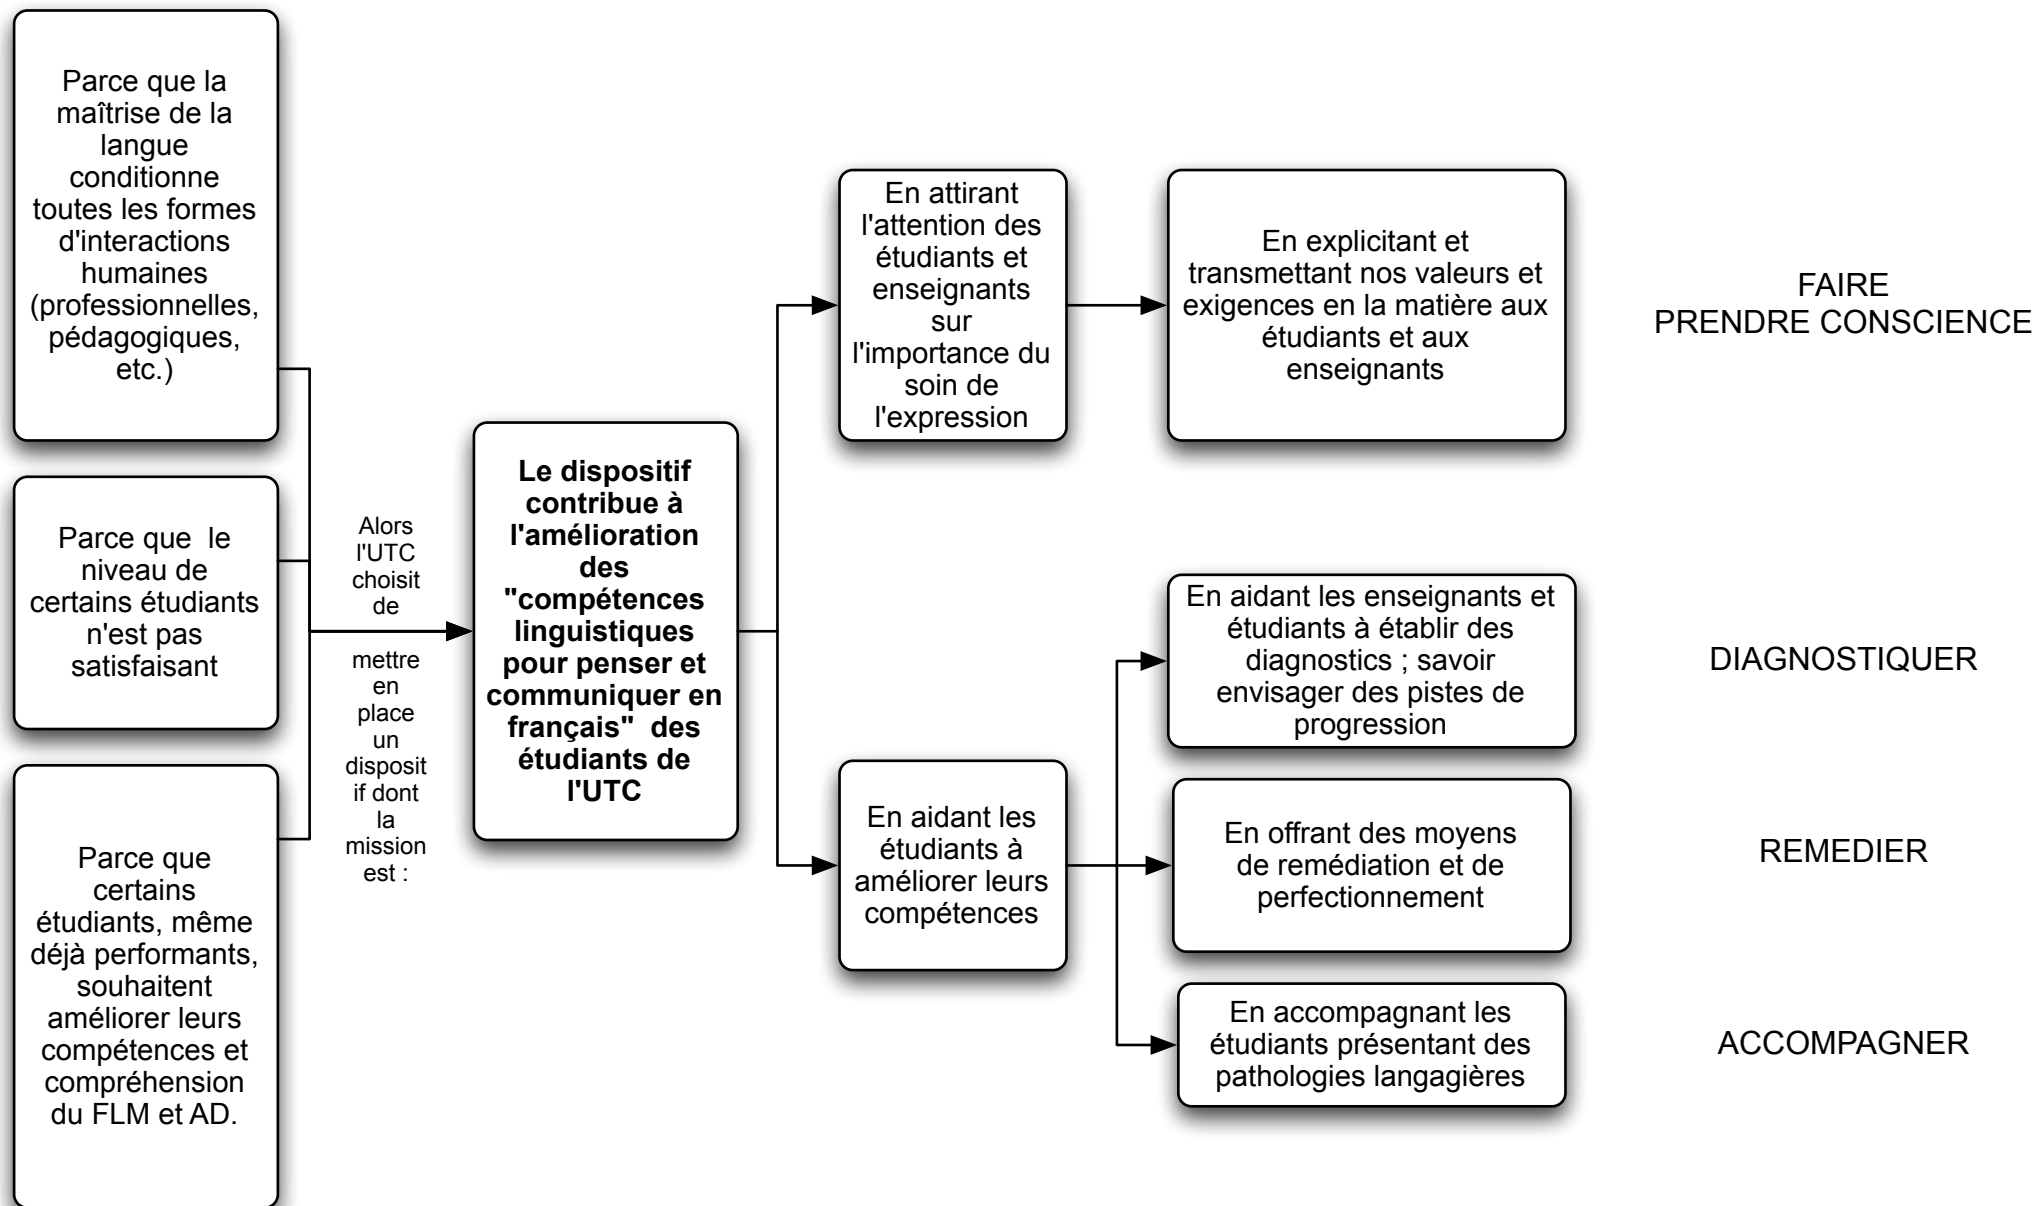 Parce que la
maîtrise de la
langue
conditionne
toutes les formes
d'interactions
humaines
(professionnelles,
pédagogiques,
etc.)
Parce que le
niveau de
certains étudiants
n'est pas
satisfaisant
Parce que
certains
étudiants, même
déjà performants,
souhaitent
améliorer leurs
compétences et
compréhension
du FLM et AD.
Alors
l'UTC
choisit
de
mettre
en
place
un
disposit
if dont
la
mission
est :
Le dispositif
contribue à
l'amélioration
des
"compétences
linguistiques
pour penser et
communiquer en
français" des
étudiants de
l'UTC
En attirant
l'attention des
étudiants et
enseignants
sur
l'importance du
soin de
l'expression
En explicitant et
transmettant nos valeurs et
exigences en la matière aux
étudiants et aux
enseignants
FAIRE
PRENDRE CONSCIENCE
En aidant les
étudiants à
améliorer leurs
compétences
En aidant les enseignants et
étudiants à établir des
diagnostics ; savoir
envisager des pistes de
progression
DIAGNOSTIQUER
En offrant des moyens
de remédiation et de
perfectionnement
REMEDIER
En accompagnant les
étudiants présentant des
pathologies langagières
ACCOMPAGNER